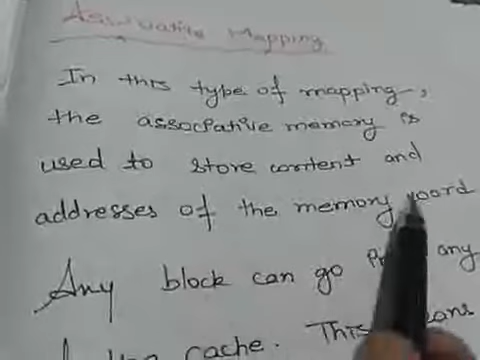 Associative Mapping
In this type of mapping,
the associative memory is
used to store content and
addresses of the memory word
Any block can go any
cache. This